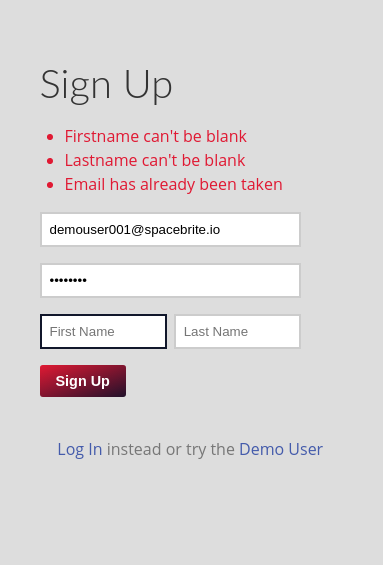 Sign Up
Firstname can't be blank
Lastname can't be blank
Email has already been taken
demouser001@spacebrite.io
••••••••
First Name Last Name
Sign Up
Log In instead or try the Demo User